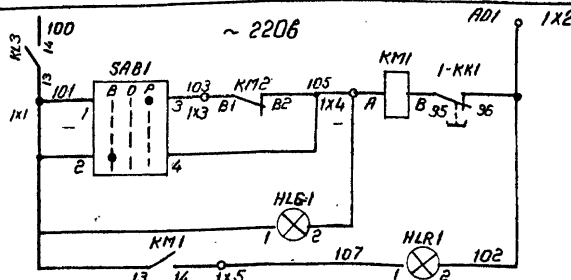 100
~ 220в
AD1
1x2
KL3
14
13
SAB1
KM1
1-KK1
101
В О Р
103
KM2
105
1
3
1x3
B1
B2
1x4
A
B
95
96
1x1
2
4
HLG1
1
2
KM1
107
HLR1
102
13
14
1x5
1
2